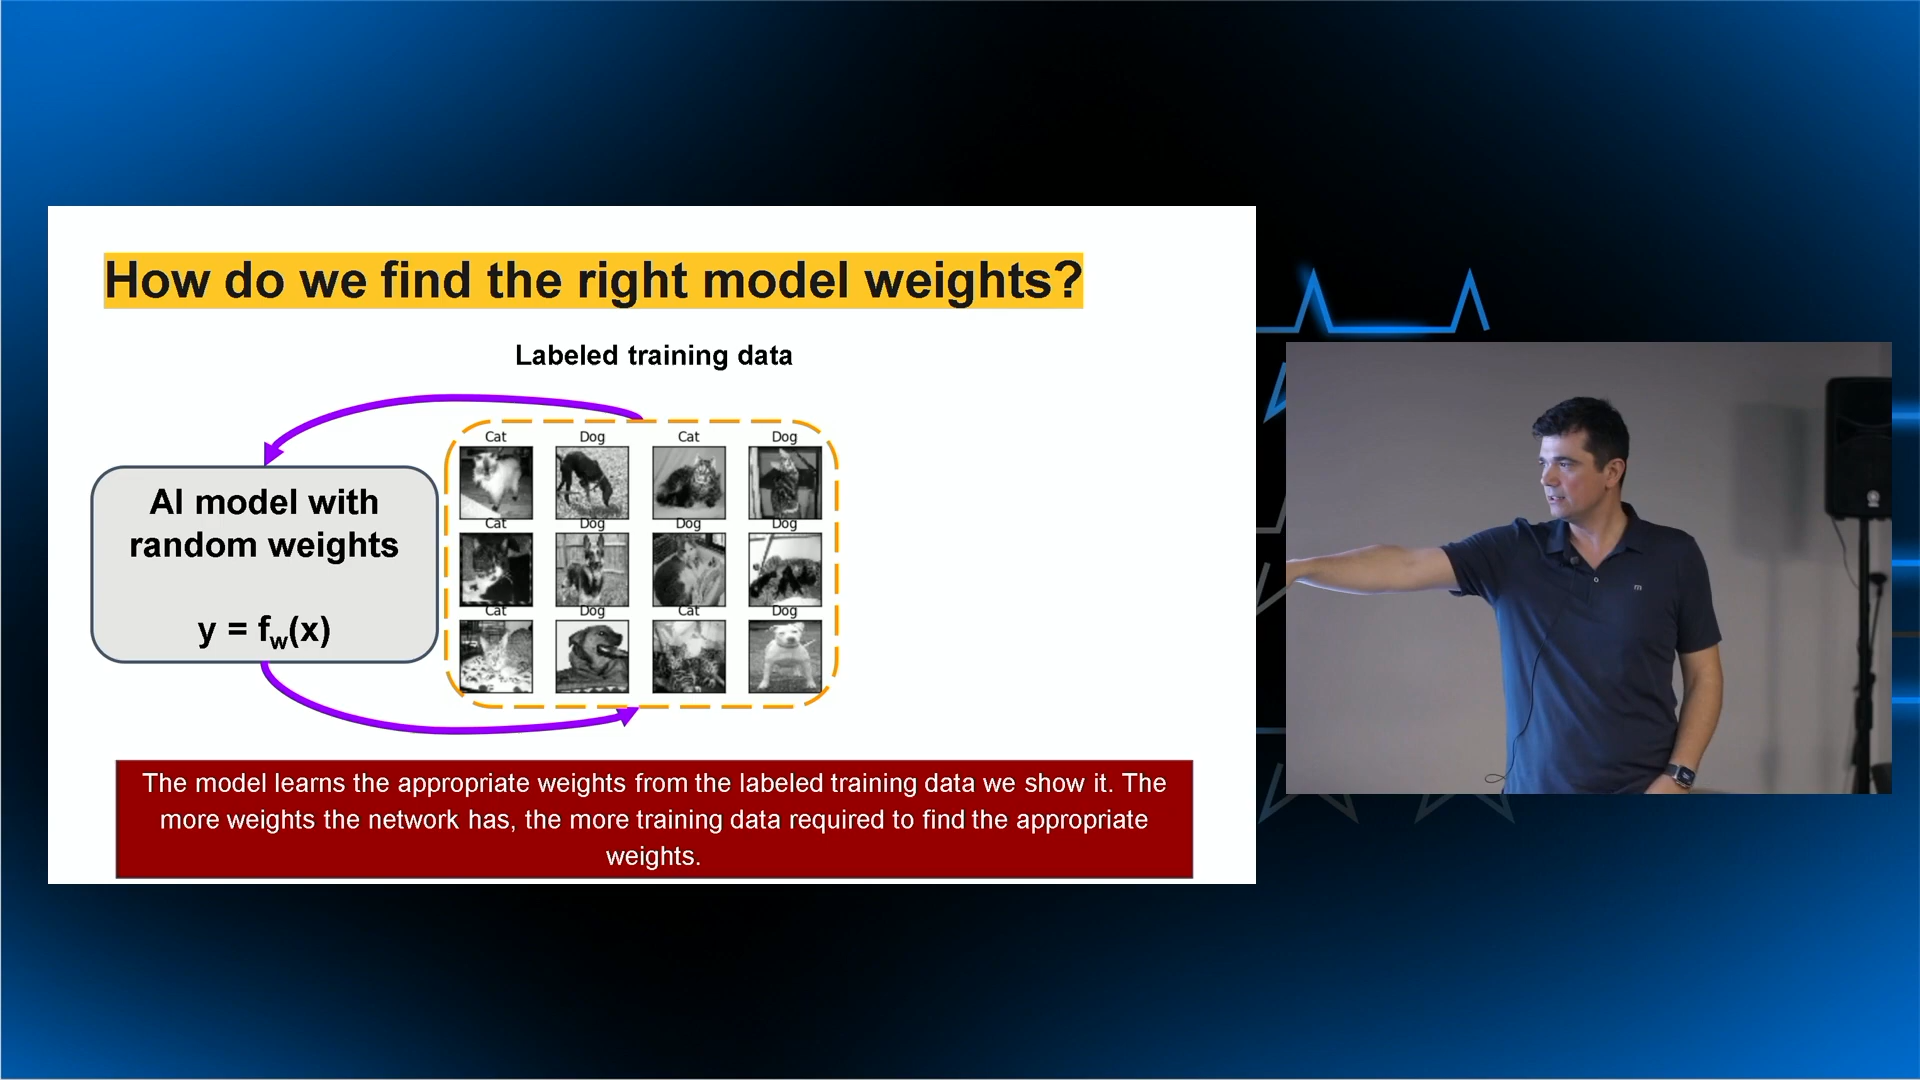 How do we find the right model weights?
Labeled training data
Cat Dog Cat Dog
AI model with
random weights
y = fw(x)
Cat Dog Dog Dog
Cat Dog Cat Dog
The model learns the appropriate weights from the labeled training data we show it. The
more weights the network has, the more training data required to find the appropriate
weights.
m